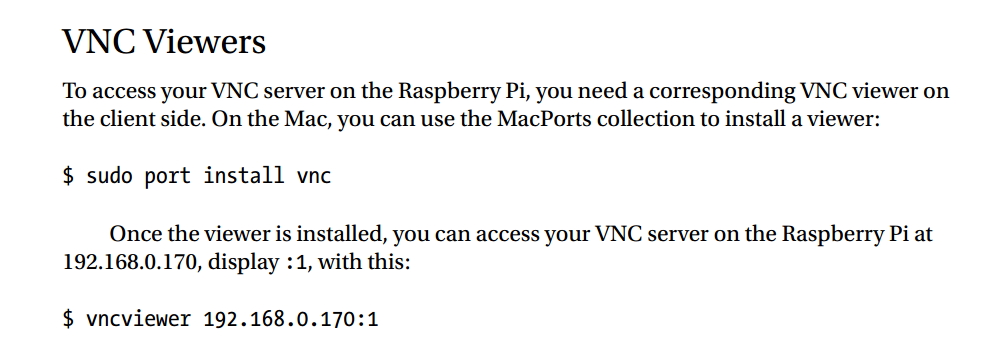 VNC Viewers
To access your VNC server on the Raspberry Pi, you need a corresponding VNC viewer on
the client side. On the Mac, you can use the MacPorts collection to install a viewer:
$ sudo port install vnc
Once the viewer is installed, you can access your VNC server on the Raspberry Pi at
192.168.0.170, display :1, with this:
$ vncviewer 192.168.0.170:1